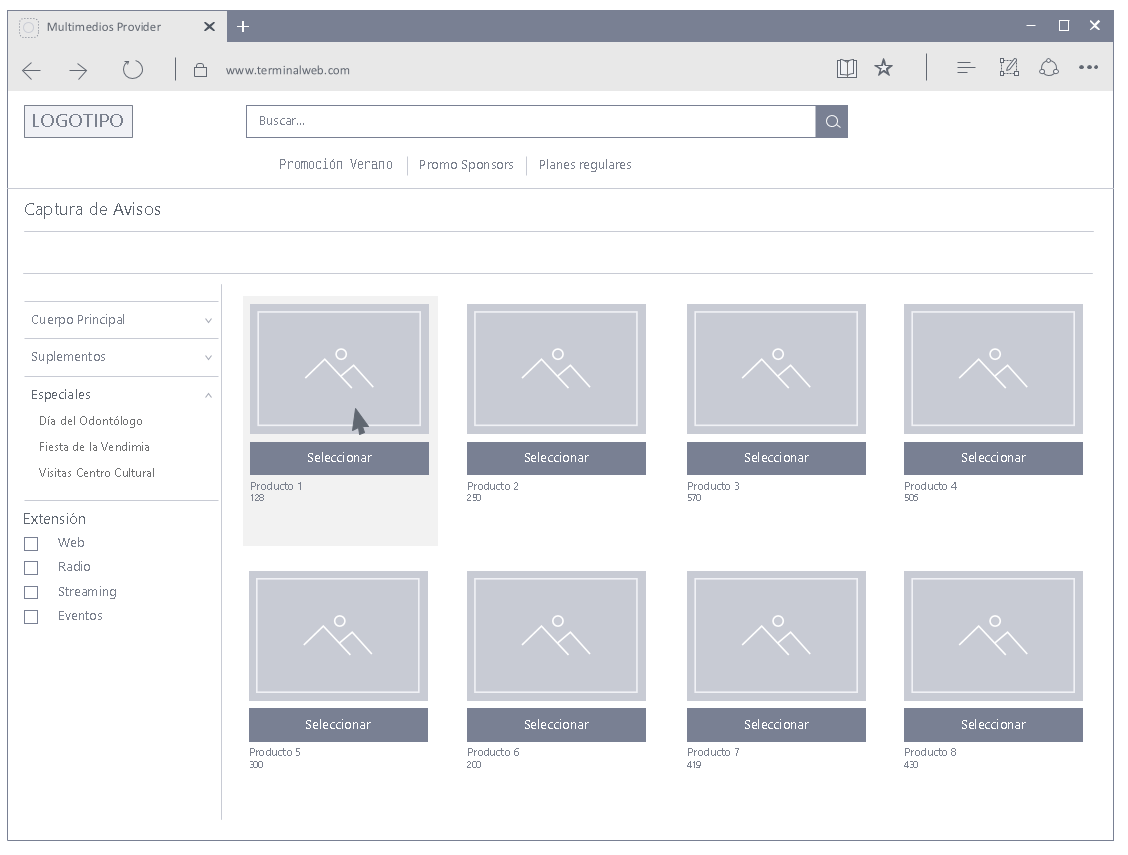 Multimedios Provider
www.terminalweb.com
LOGOTIPO
Buscar...
Promoción Verano
Promo Sponsors
Planes regulares
Captura de Avisos
Cuerpo Principal
Suplementos
Especiales
Día del Odontólogo
Fiesta de la Vendimia
Visitas Centro Cultural
Extensión
Web
Radio
Streaming
Eventos
Seleccionar
Producto 1
128
Seleccionar
Producto 2
250
Seleccionar
Producto 3
570
Seleccionar
Producto 4
505
Seleccionar
Producto 5
300
Seleccionar
Producto 6
200
Seleccionar
Producto 7
419
Seleccionar
Producto 8
430